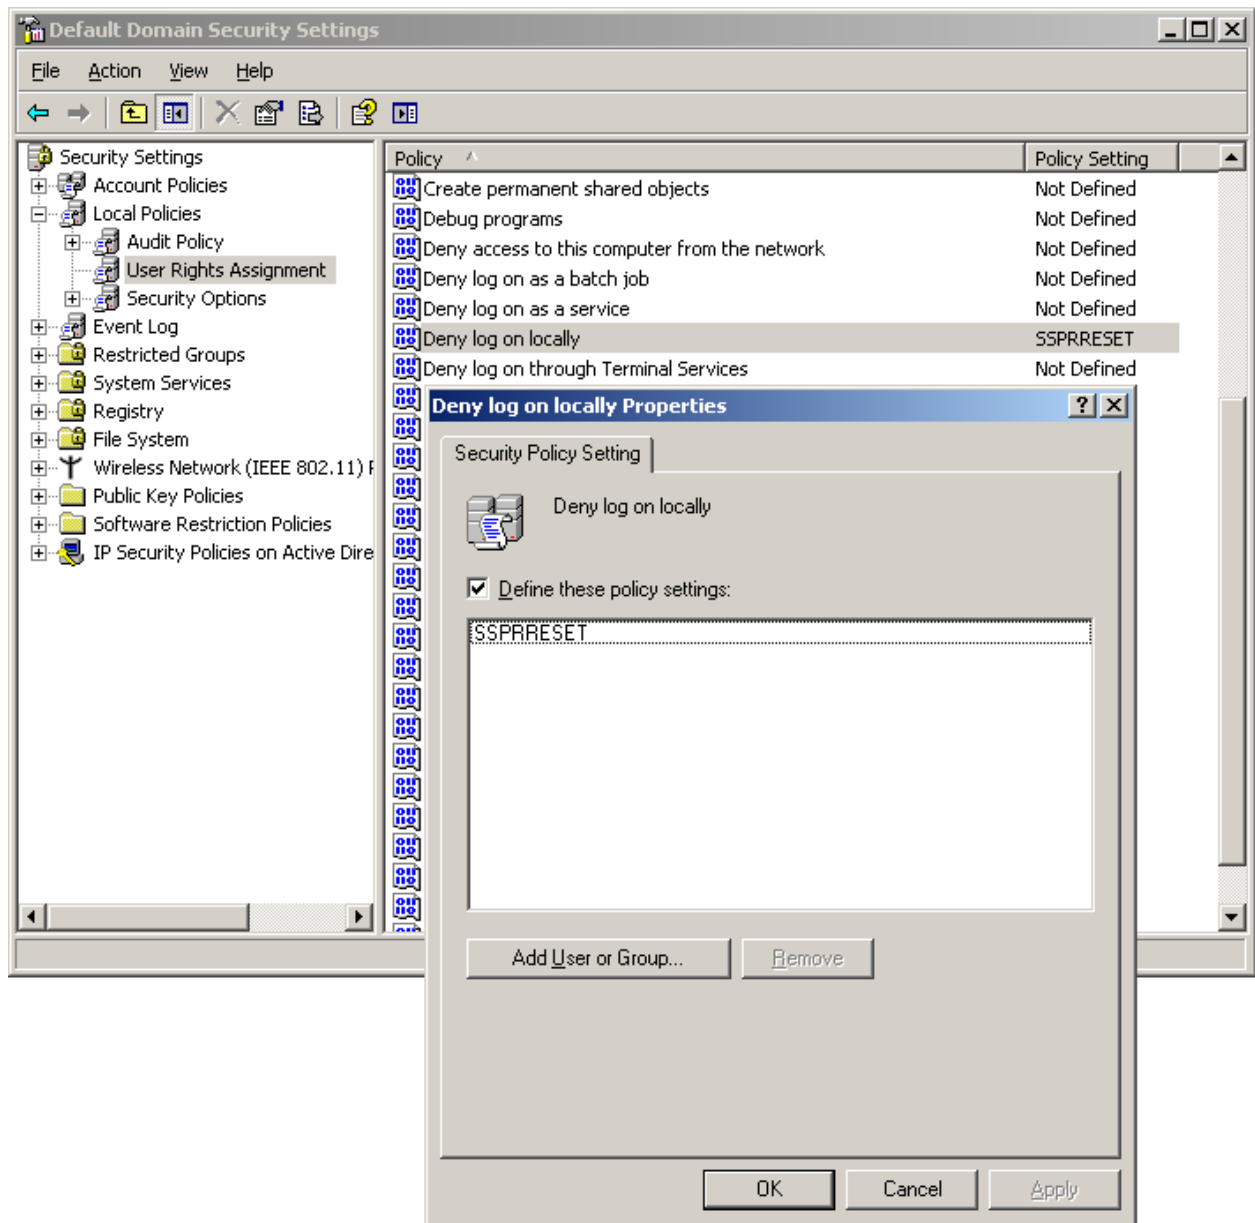 Default Domain Security Settings
File Action View Help
Security Settings
Account Policies
Local Policies
Audit Policy
User Rights Assignment
Security Options
Event Log
Restricted Groups
System Services
Registry
File System
Wireless Network (IEEE 802.11)
Public Key Policies
Software Restriction Policies
IP Security Policies on Active Dire
Policy Policy Setting
Create permanent shared objects Not Defined
Debug programs Not Defined
Deny access to this computer from the network Not Defined
Deny log on as a batch job Not Defined
Deny log on as a service Not Defined
Deny log on locally SSPRRESET
Deny log on through Terminal Services Not Defined
Deny log on locally Properties
Security Policy Setting
Deny log on locally
Define these policy settings:
SSPRRESET
Add User or Group... Remove
OK Cancel Apply